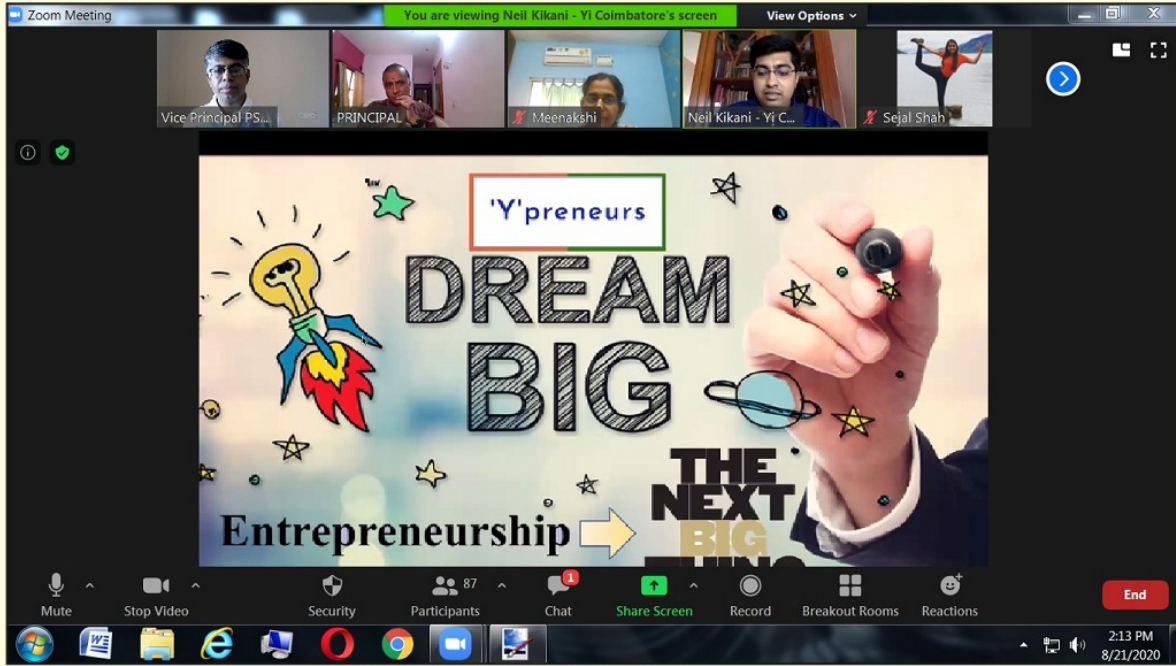 Zoom Meeting
You are viewing Neil Kikani - Yi Coimbatore's screen
View Options
Vice Principal PS...
PRINCIPAL
Meenakshi
Neil Kikani - Yi C...
Sejal Shah
'Y'preneurs
DREAM
BIG
THE
NEXT
BIG
Entrepreneurship
Mute
Stop Video
Security
Participants
87
Chat
1
Share Screen
Record
Breakout Rooms
Reactions
End
2:13 PM
8/21/2020